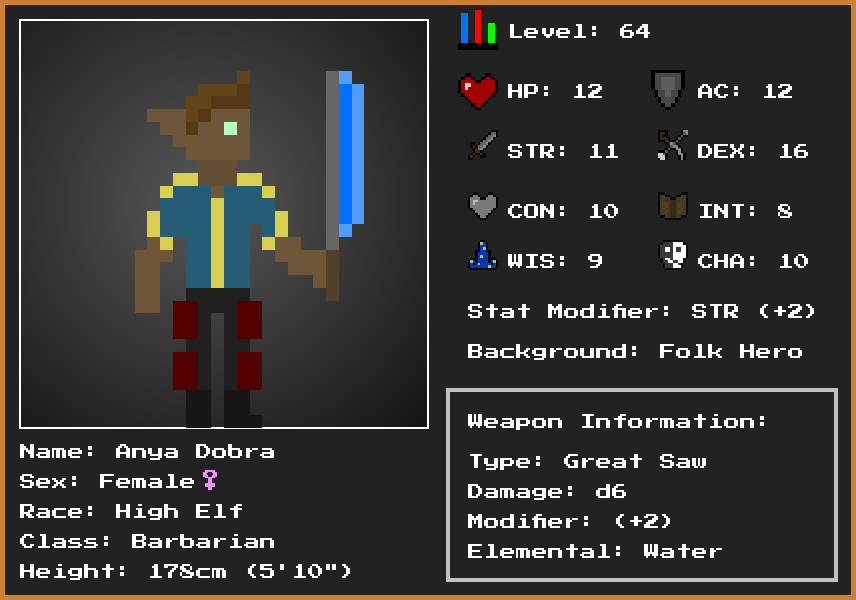 Level: 64
HP: 12 AC: 12
STR: 11 DEX: 16
CON: 10 INT: 8
WIS: 9 CHA: 10
Stat Modifier: STR (+2)
Background: Folk Hero
Weapon Information:
Type: Great Saw
Damage: d6
Modifier: (+2)
Elemental: Water
Name: Anya Dobra
Sex: Female♀
Race: High Elf
Class: Barbarian
Height: 178cm (5'10")